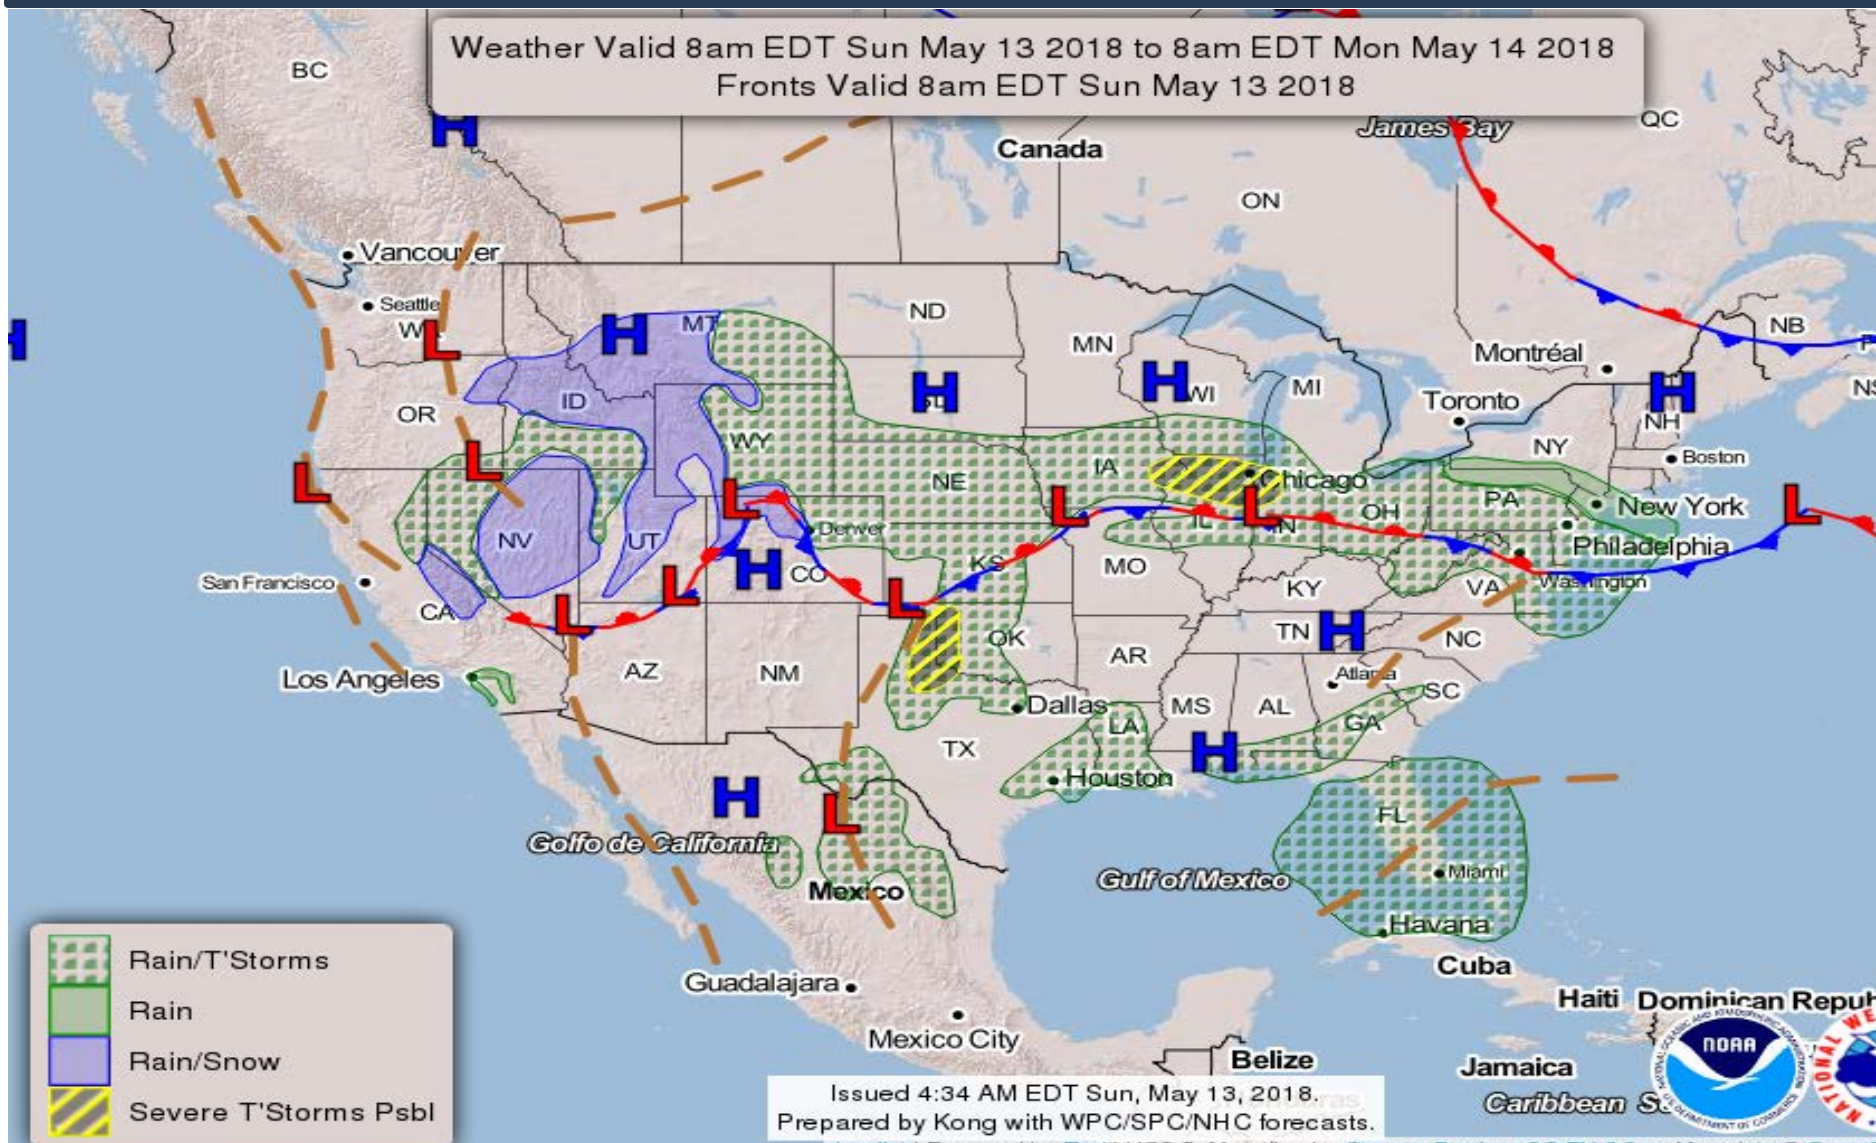 Weather Valid 8am EDT Sun May 13 2018 to 8am EDT Mon May 14 2018
Fronts Valid 8am EDT Sun May 13 2018
BC
H
James Bay
QC
Canada
ON
Vancouver
Seattle
ND
MT
H
H
L
MN
NB
Montréal
H
H
WI
MI
H
NH
Toronto
OR
ID
WY
NY
Boston
L
L
L
NE
IA
Chicago
PA
New York
L
L
IL
IN
OH
L
NV
UT
Denver
Philadelphia
San Francisco
H
CO
KS
MO
KY
VA
Washington
CA
L
L
L
OK
TN
H
NC
Los Angeles
AZ
NM
AR
Atlanta
SC
Dallas
MS
AL
GA
LA
TX
H
Houston
H
L
FL
Golfo de California
Mexico
Gulf of Mexico
Miami
Havana
Cuba
Guadalajara
Mexico City
Haiti
Dominican Repub
Belize
Jamaica
Caribbean
NOAA
Rain/T'Storms
Rain
Rain/Snow
Severe T'Storms Psbl
Issued 4:34 AM EDT Sun, May 13, 2018.
Prepared by Kong with WPC/SPC/NHC forecasts.